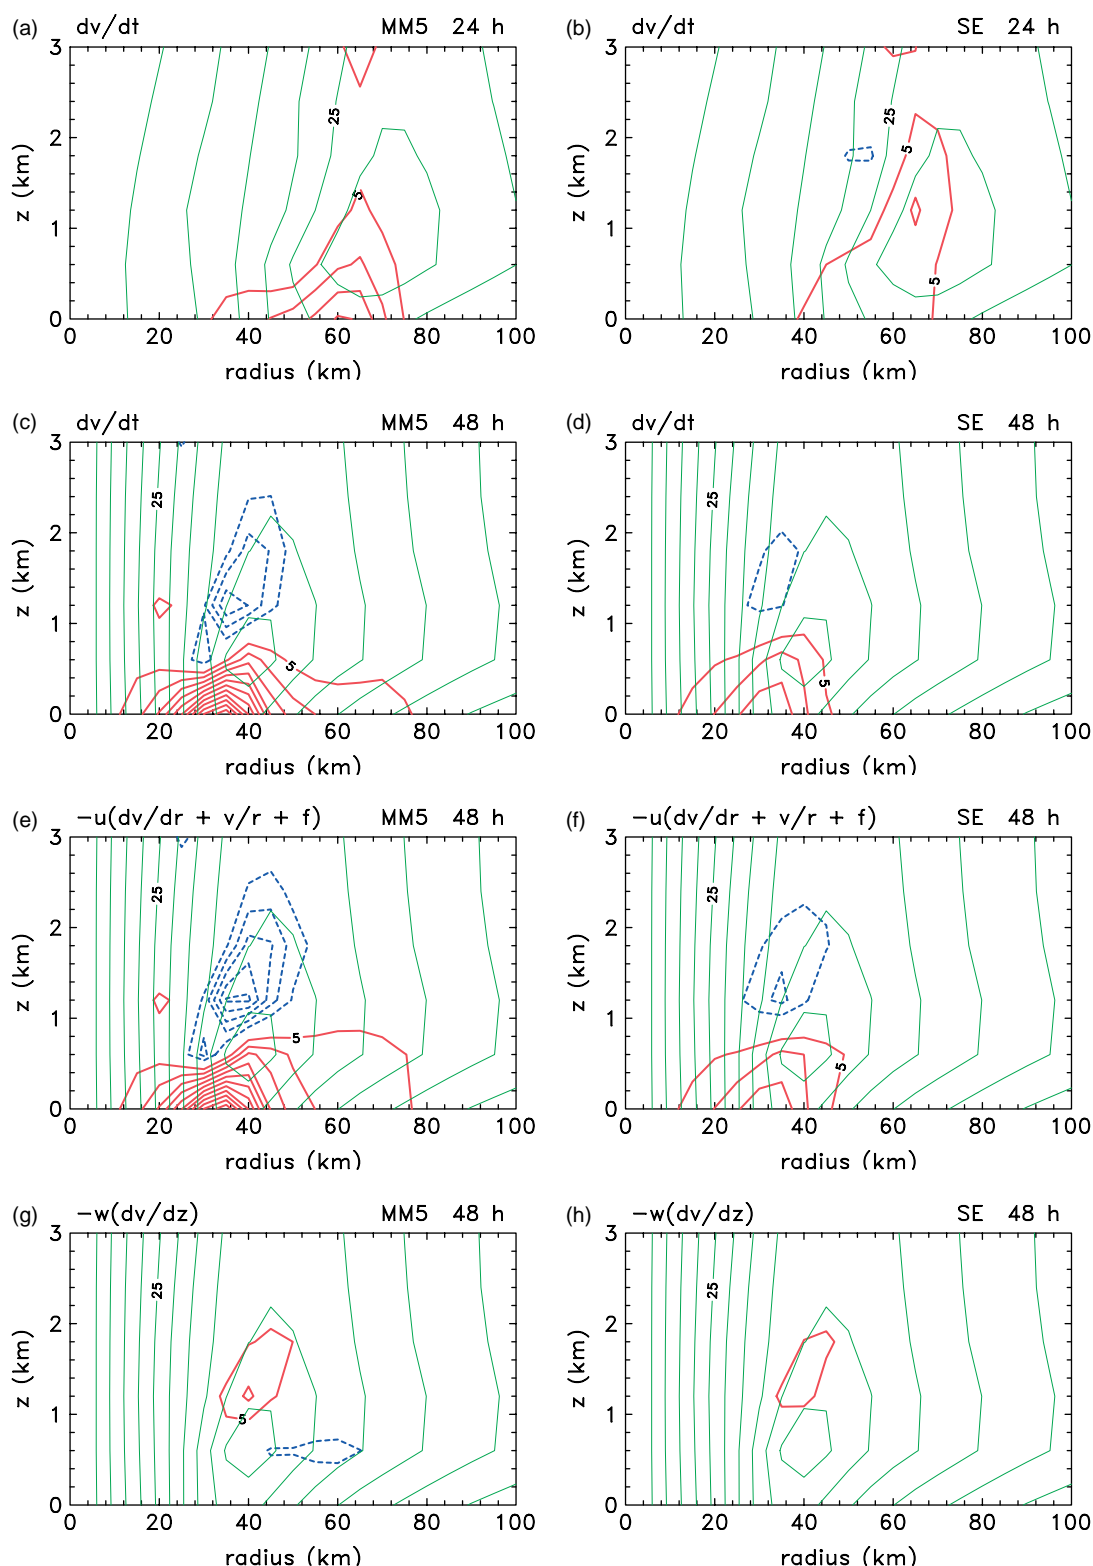 (a) dv/dt MM5 24 h
3
2
1
0
z (km)
25
5
0 20 40 60 80 100
radius (km)
(b) dv/dt SE 24 h
3
2
1
0
z (km)
25
5
5
0 20 40 60 80 100
radius (km)
(c) dv/dt MM5 48 h
3
2
1
0
z (km)
25
5
0 20 40 60 80 100
radius (km)
(d) dv/dt SE 48 h
3
2
1
0
z (km)
25
5
0 20 40 60 80 100
radius (km)
(e) -u(dv/dr + v/r + f) MM5 48 h
3
2
1
0
z (km)
25
5
0 20 40 60 80 100
radius (km)
(f) -u(dv/dr + v/r + f) SE 48 h
3
2
1
0
z (km)
25
5
0 20 40 60 80 100
radius (km)
(g) -w(dv/dz) MM5 48 h
3
2
1
0
z (km)
25
5
0 20 40 60 80 100
radius (km)
(h) -w(dv/dz) SE 48 h
3
2
1
0
z (km)
25
0 20 40 60 80 100
radius (km)